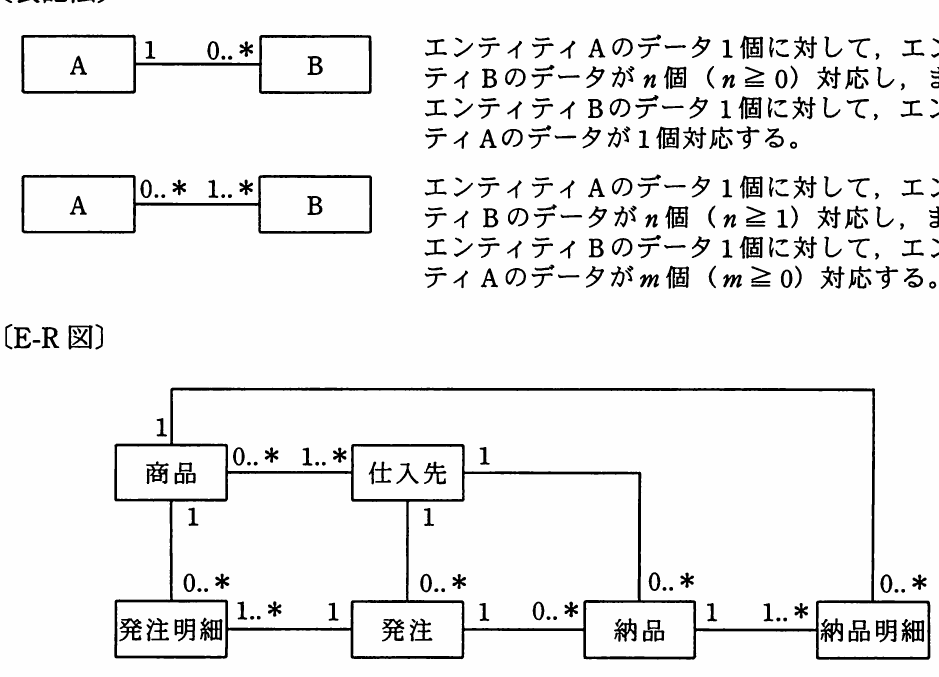 A 1 0..* B エンティティAのデータ1個に対して，エン
ティBのデータが n 個（n ≧ 0）対応し，ま
エンティティBのデータ1個に対して，エン
ティAのデータが1個対応する。
A 0..* 1..* B エンティティAのデータ1個に対して，エン
ティBのデータが n 個（n ≧ 1）対応し，ま
エンティティBのデータ1個に対して，エン
ティAのデータが m 個（m ≧ 0）対応する。
〔E-R 図〕
1
商品 0..* 1..* 仕入先 1
1 1
0..* 0..* 0..* 0..*
発注明細 1..* 1 発注 1 0..* 納品 1 1..* 納品明細